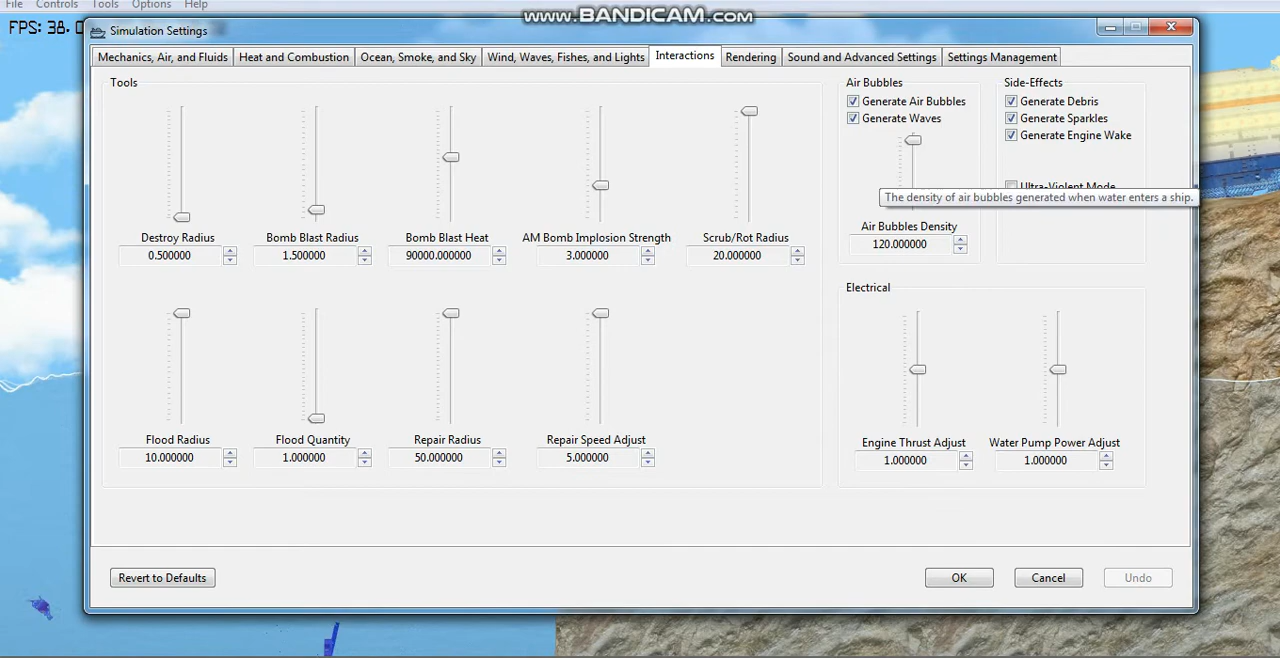 File Controls Tools Options Help
www.BANDICAM.com
FPS: 38.
Simulation Settings
Mechanics, Air, and Fluids Heat and Combustion Ocean, Smoke, and Sky Wind, Waves, Fishes, and Lights Interactions Rendering Sound and Advanced Settings Settings Management
Tools
Air Bubbles
Side-Effects
Generate Air Bubbles
Generate Debris
Generate Waves
Generate Sparkles
Generate Engine Wake
Ultra-Violent Mode
The density of air bubbles generated when water enters a ship.
Destroy Radius Bomb Blast Radius Bomb Blast Heat AM Bomb Implosion Strength Scrub/Rot Radius
Air Bubbles Density
0.500000 1.500000 90000.000000 3.000000 20.000000
120.000000
Electrical
Flood Radius Flood Quantity Repair Radius Repair Speed Adjust
Engine Thrust Adjust Water Pump Power Adjust
10.000000 1.000000 50.000000 5.000000
1.000000 1.000000
Revert to Defaults
OK Cancel Undo